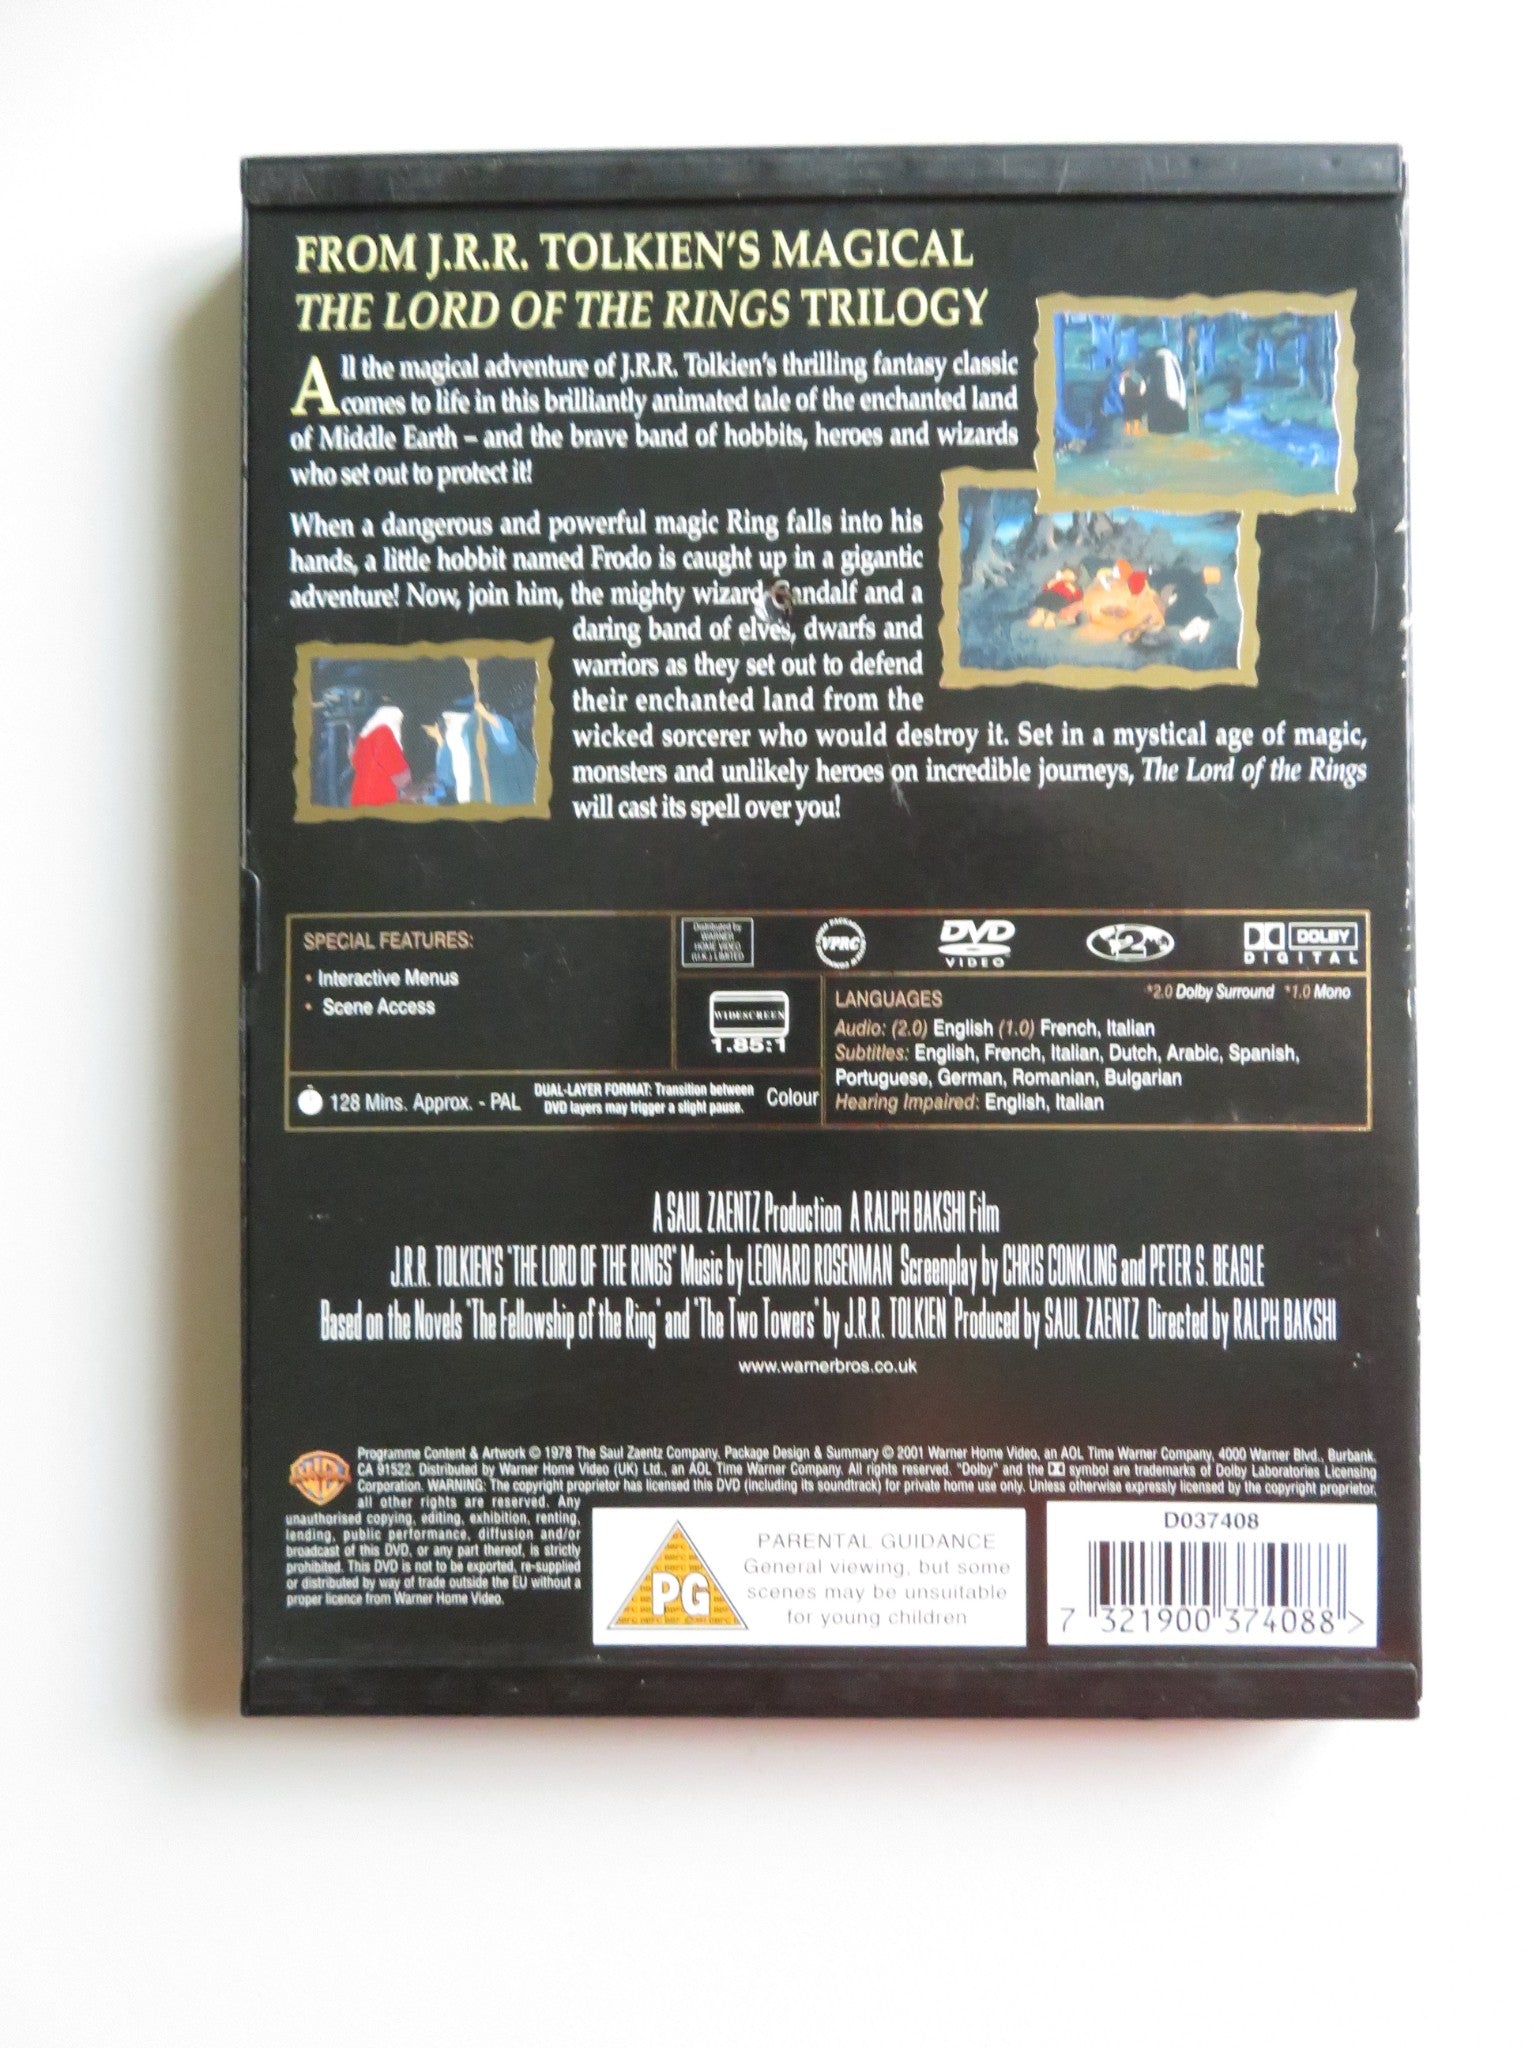 FROM J.R.R. TOLKIEN'S MAGICAL
THE LORD OF THE RINGS TRILOGY
All the magical adventure of J.R.R. Tolkien's thrilling fantasy classic
comes to life in this brilliantly animated tale of the enchanted land
of Middle Earth – and the brave band of hobbits, heroes and wizards
who set out to protect it!
When a dangerous and powerful magic Ring falls into his
hands, a little hobbit named Frodo is caught up in a gigantic
adventure! Now, join him, the mighty wizard Gandalf and a
daring band of elves, dwarfs and
warriors as they set out to defend
their enchanted land from the
wicked sorcerer who would destroy it. Set in a mystical age of magic,
monsters and unlikely heroes on incredible journeys, The Lord of the Rings
will cast its spell over you!
SPECIAL FEATURES:
• Interactive Menus
• Scene Access
Distributed by
WARNER
HOME VIDEO
(U.K.) LIMITED
VPRC
DVD
VIDEO
2
DOLBY
DIGITAL
WIDESCREEN
1.85:1
LANGUAGES
*2.0 Dolby Surround *1.0 Mono
Audio: (2.0) English (1.0) French, Italian
Subtitles: English, French, Italian, Dutch, Arabic, Spanish,
Portuguese, German, Romanian, Bulgarian
Hearing Impaired: English, Italian
128 Mins. Approx. - PAL
DUAL-LAYER FORMAT: Transition between
DVD layers may trigger a slight pause.
Colour
A SAUL ZAENTZ Production A RALPH BAKSHI Film
J.R.R. TOLKIEN'S "THE LORD OF THE RINGS" Music by LEONARD ROSENMAN Screenplay by CHRIS CONKLING and PETER S. BEAGLE
Based on the Novels "The Fellowship of the Ring" and "The Two Towers" by J.R.R. TOLKIEN Produced by SAUL ZAENTZ Directed by RALPH BAKSHI
www.warnerbros.co.uk
Programme Content & Artwork © 1978 The Saul Zaentz Company. Package Design & Summary © 2001 Warner Home Video, an AOL Time Warner Company, 4000 Warner Blvd., Burbank,
CA 91522. Distributed by Warner Home Video (UK) Ltd., an AOL Time Warner Company. All rights reserved. "Dolby" and the symbol are trademarks of Dolby Laboratories Licensing
Corporation. WARNING: The copyright proprietor has licensed this DVD (including its soundtrack) for private home use only. Unless otherwise expressly licensed by the copyright proprietor,
all other rights are reserved. Any
unauthorised copying, editing, exhibition, renting,
lending, public performance, diffusion and/or
broadcast of this DVD, or any part thereof, is strictly
prohibited. This DVD is not to be exported, re-supplied
or distributed by way of trade outside the EU without a
proper licence from Warner Home Video.
PG
PARENTAL GUIDANCE
General viewing, but some
scenes may be unsuitable
for young children
D037408
7 321900 374088 >